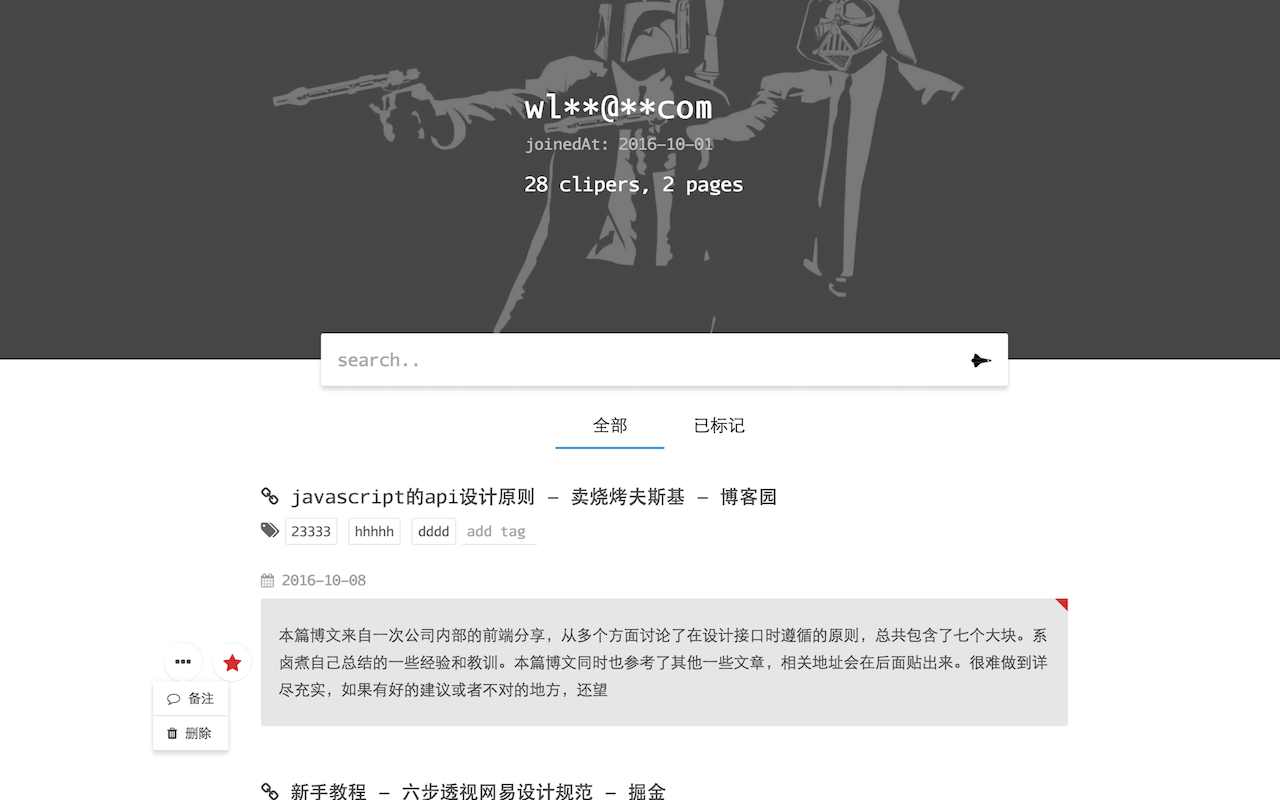 wl**@**com
joinedAt: 2016-10-01
28 clipers, 2 pages
search..
全部 已标记
javascript的api设计原则 - 卖烧烤夫斯基 - 博客园
23333 hhhhh dddd add tag
2016-10-08
本篇博文来自一次公司内部的前端分享，从多个方面讨论了在设计接口时遵循的原则，总共包含了七个大块。系
卤煮自己总结的一些经验和教训。本篇博文同时也参考了其他一些文章，相关地址会在后面贴出来。很难做到详
尽充实，如果有好的建议或者不对的地方，还望
备注
删除
新手教程 - 六步透视网易设计规范 - 掘金